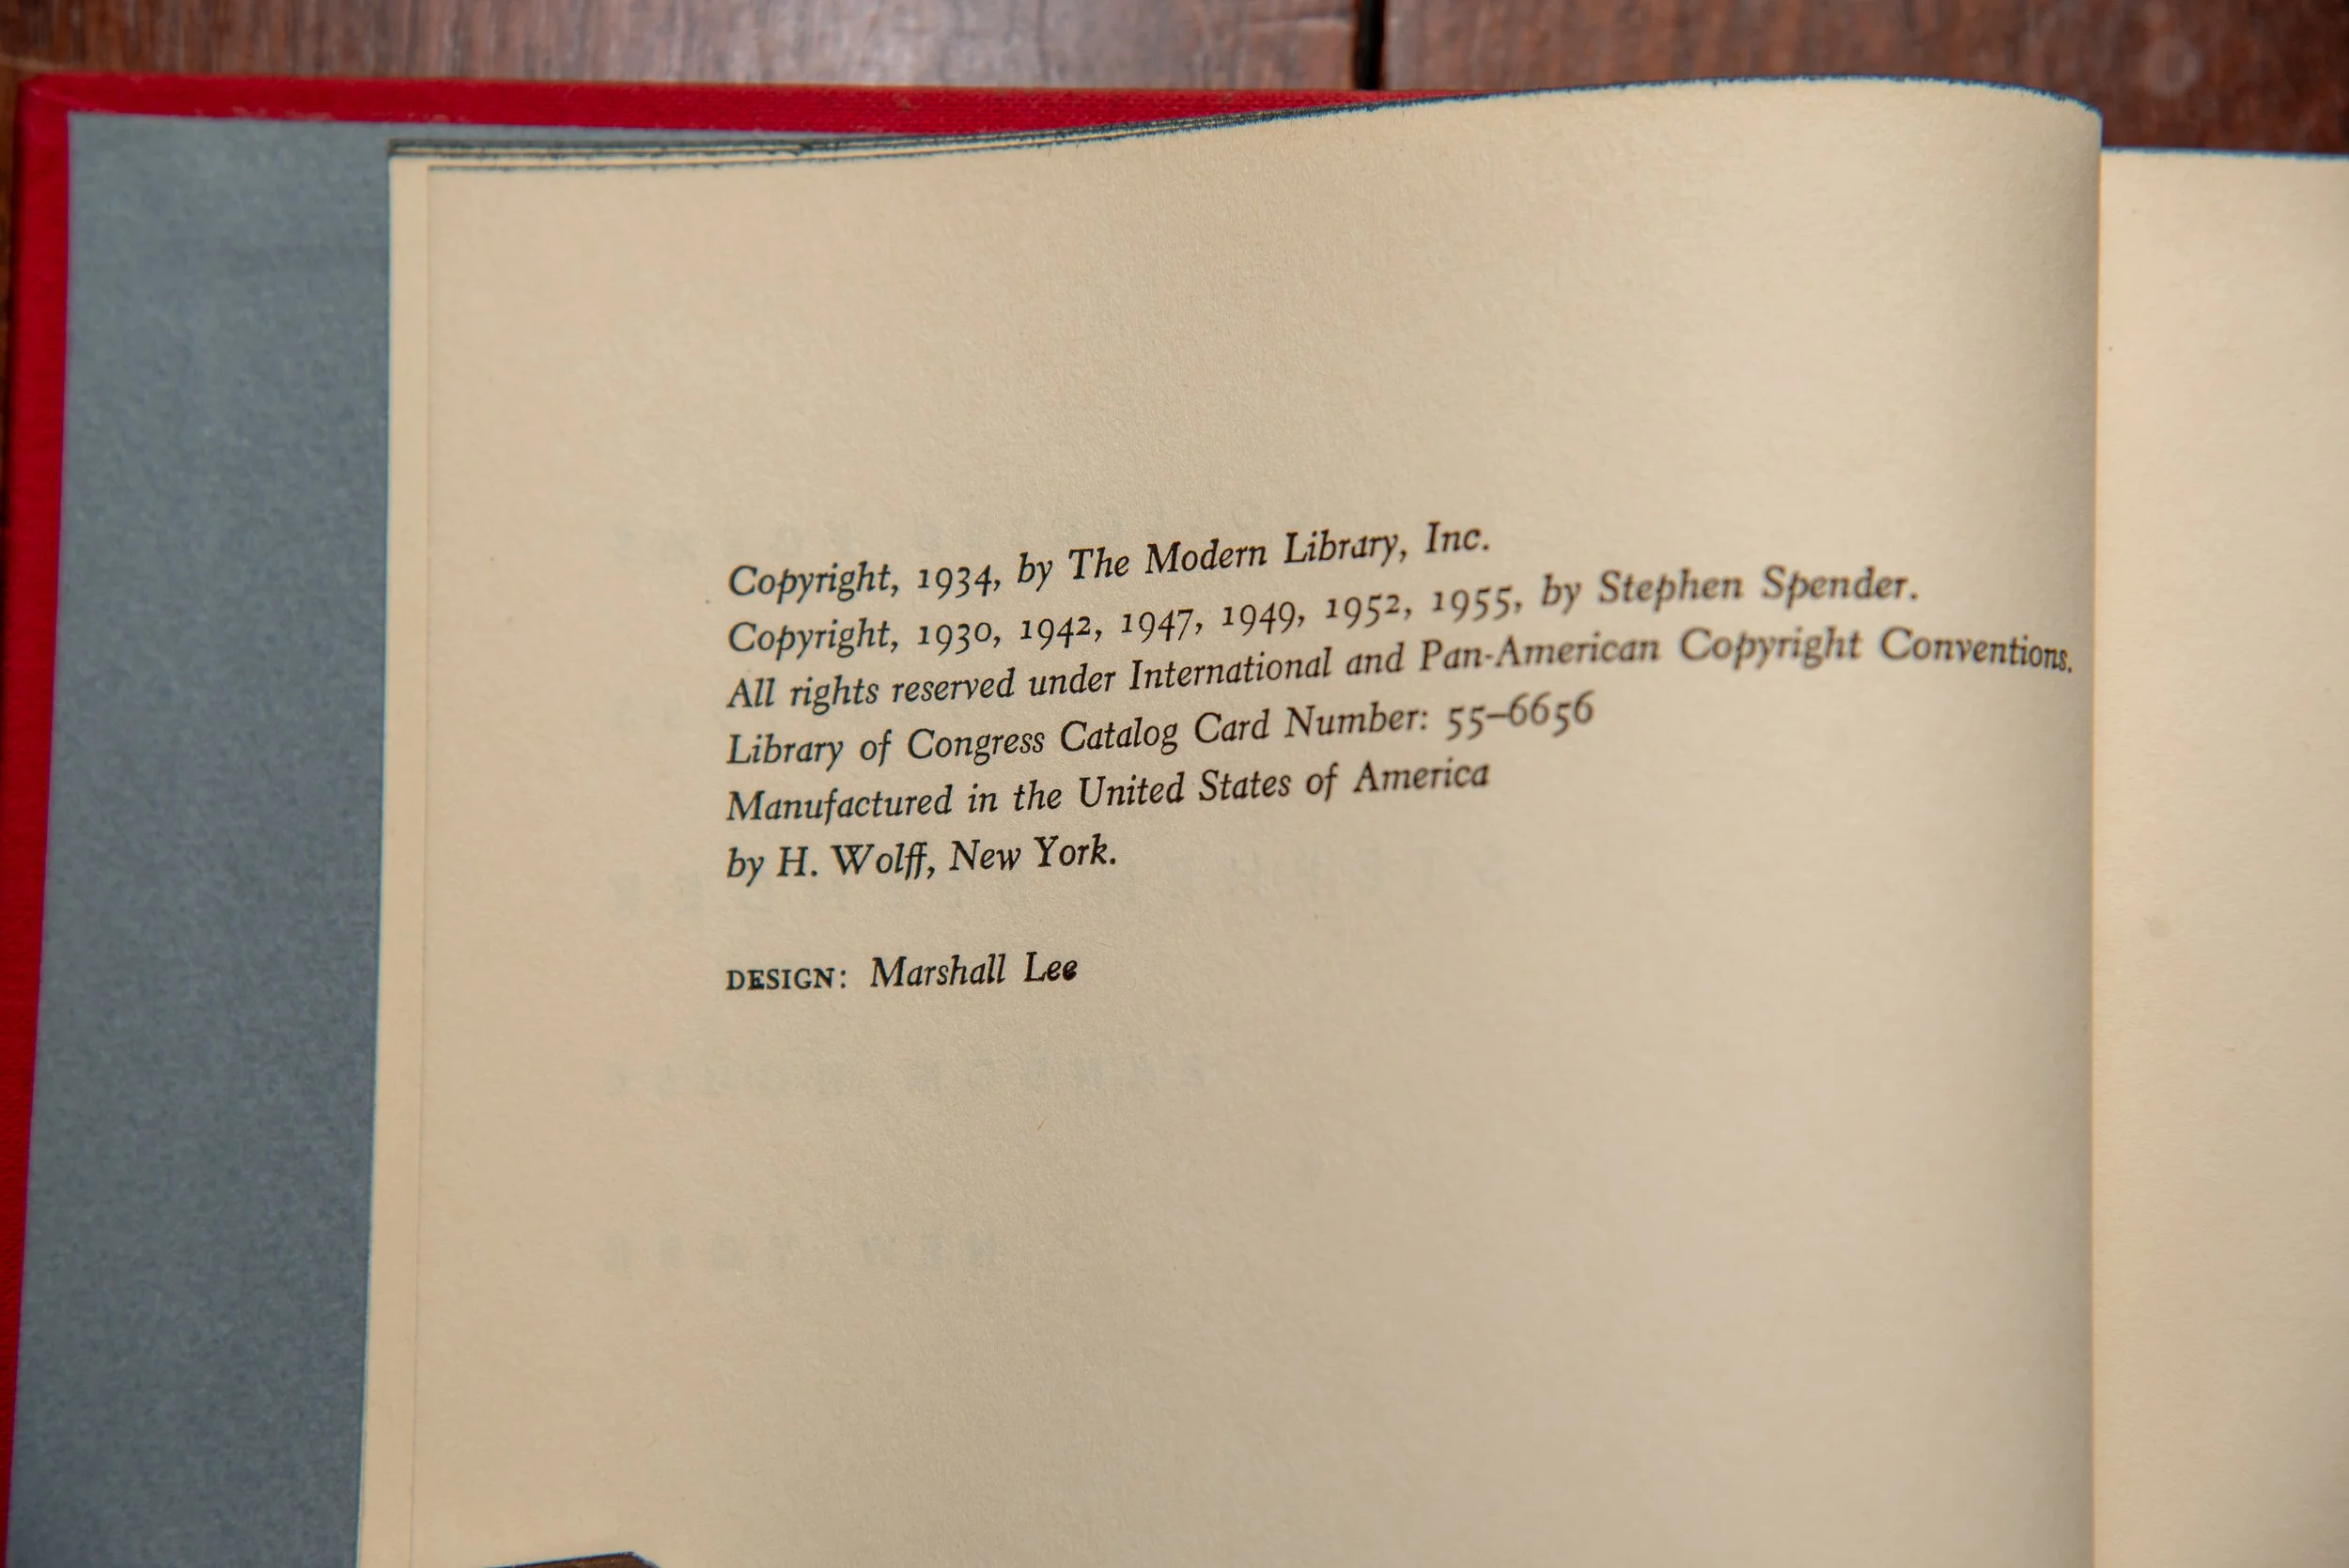 Copyright, 1934, by The Modern Library, Inc.
Copyright, 1930, 1942, 1947, 1949, 1952, 1955, by Stephen Spender.
All rights reserved under International and Pan-American Copyright Conventions.
Library of Congress Catalog Card Number: 55–6656
Manufactured in the United States of America
by H. Wolff, New York.
DESIGN: Marshall Lee